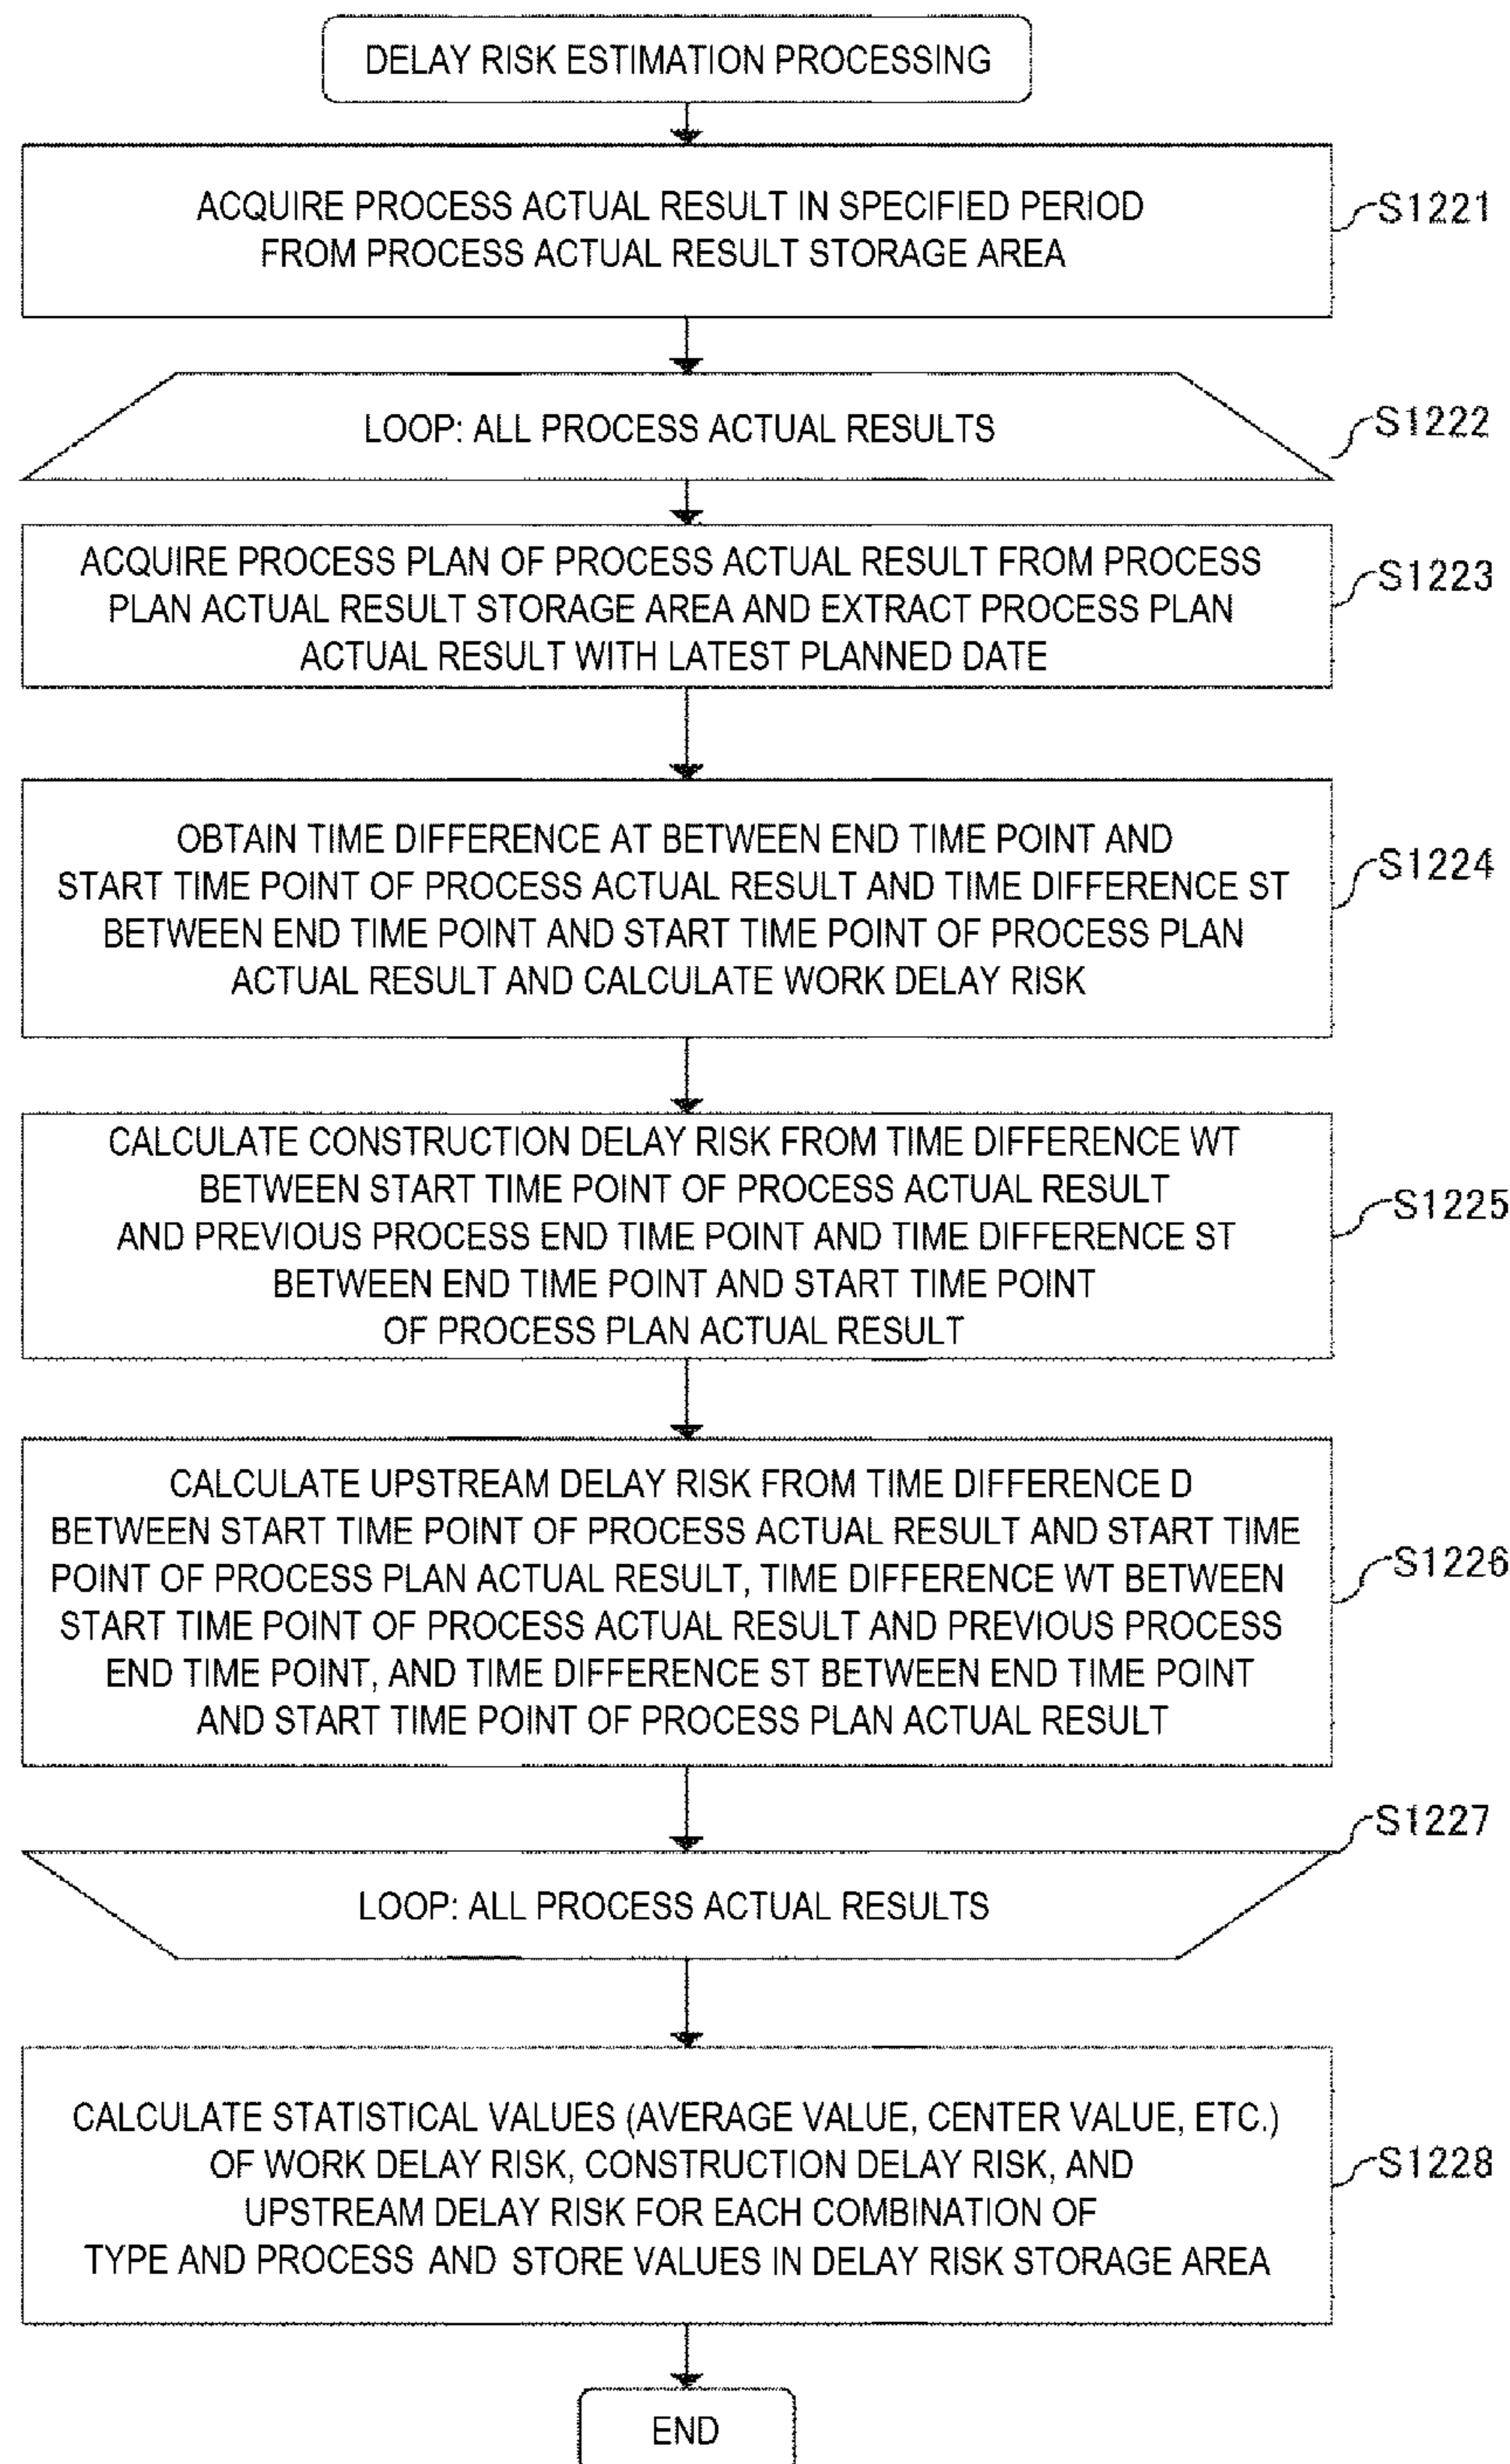 DELAY RISK ESTIMATION PROCESSING
ACQUIRE PROCESS ACTUAL RESULT IN SPECIFIED PERIOD
FROM PROCESS ACTUAL RESULT STORAGE AREA
S1221
LOOP: ALL PROCESS ACTUAL RESULTS
S1222
ACQUIRE PROCESS PLAN OF PROCESS ACTUAL RESULT FROM PROCESS
PLAN ACTUAL RESULT STORAGE AREA AND EXTRACT PROCESS PLAN
ACTUAL RESULT WITH LATEST PLANNED DATE
S1223
OBTAIN TIME DIFFERENCE AT BETWEEN END TIME POINT AND
START TIME POINT OF PROCESS ACTUAL RESULT AND TIME DIFFERENCE ST
BETWEEN END TIME POINT AND START TIME POINT OF PROCESS PLAN
ACTUAL RESULT AND CALCULATE WORK DELAY RISK
S1224
CALCULATE CONSTRUCTION DELAY RISK FROM TIME DIFFERENCE WT
BETWEEN START TIME POINT OF PROCESS ACTUAL RESULT
AND PREVIOUS PROCESS END TIME POINT AND TIME DIFFERENCE ST
BETWEEN END TIME POINT AND START TIME POINT
OF PROCESS PLAN ACTUAL RESULT
S1225
CALCULATE UPSTREAM DELAY RISK FROM TIME DIFFERENCE D
BETWEEN START TIME POINT OF PROCESS ACTUAL RESULT AND START TIME
POINT OF PROCESS PLAN ACTUAL RESULT, TIME DIFFERENCE WT BETWEEN
START TIME POINT OF PROCESS ACTUAL RESULT AND PREVIOUS PROCESS
END TIME POINT, AND TIME DIFFERENCE ST BETWEEN END TIME POINT
AND START TIME POINT OF PROCESS PLAN ACTUAL RESULT
S1226
S1227
LOOP: ALL PROCESS ACTUAL RESULTS
CALCULATE STATISTICAL VALUES (AVERAGE VALUE, CENTER VALUE, ETC.)
OF WORK DELAY RISK, CONSTRUCTION DELAY RISK, AND
UPSTREAM DELAY RISK FOR EACH COMBINATION OF
TYPE AND PROCESS AND STORE VALUES IN DELAY RISK STORAGE AREA
S1228
END